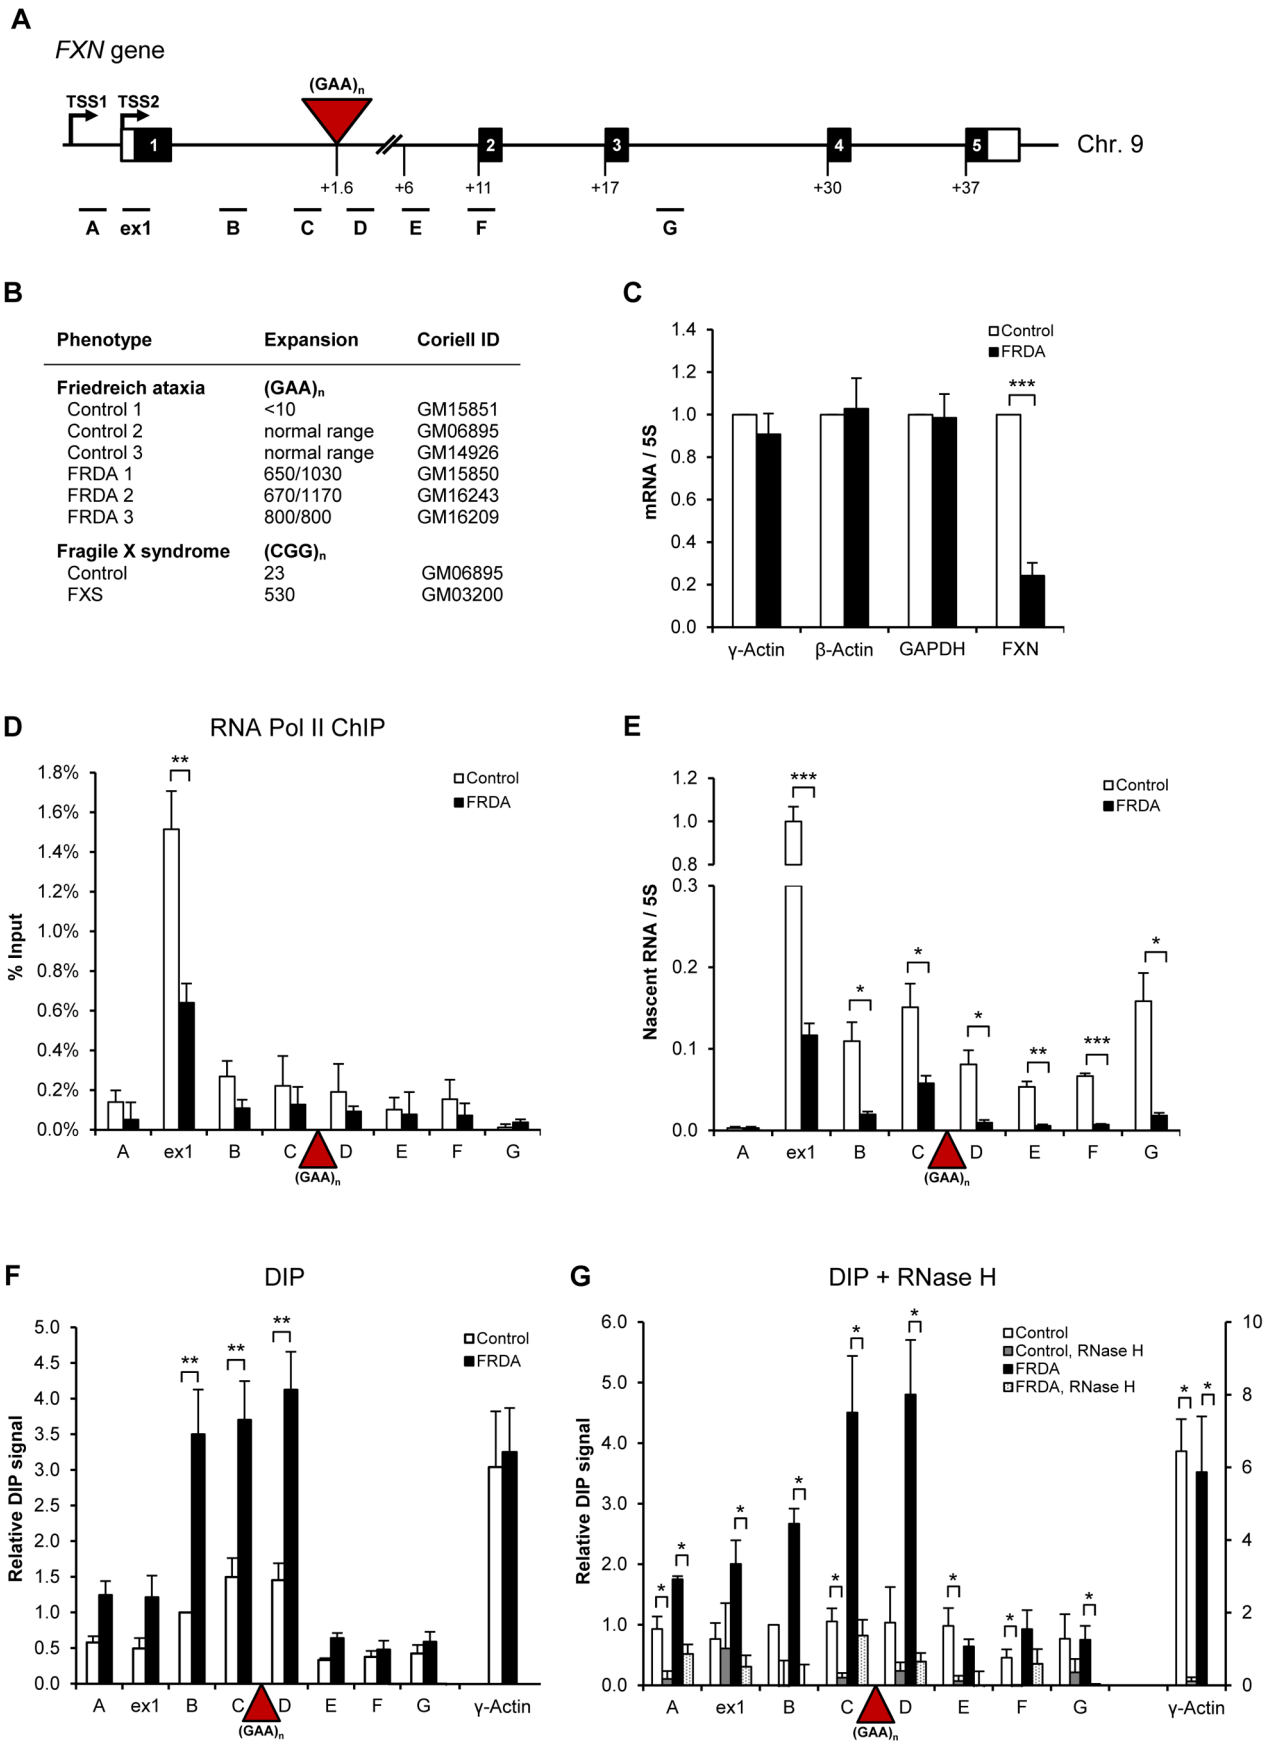 A
FXN gene
(GAA)n
TSS1 TSS2
1 2 3 4 5 Chr. 9
+1.6 +6 +11 +17 +30 +37
A ex1 B C D E F G
B
Phenotype Expansion Coriell ID
Friedreich ataxia (GAA)n
Control 1 <10 GM15851
Control 2 normal range GM06895
Control 3 normal range GM14926
FRDA 1 650/1030 GM15850
FRDA 2 670/1170 GM16243
FRDA 3 800/800 GM16209
Fragile X syndrome (CGG)n
Control 23 GM06895
FXS 530 GM03200
C
mRNA / 5S
1.4
1.2
1.0
0.8
0.6
0.4
0.2
0.0
Control
FRDA
***
γ-Actin β-Actin GAPDH FXN
D
RNA Pol II ChIP
% Input
1.8%
1.6%
1.4%
1.2%
1.0%
0.8%
0.6%
0.4%
0.2%
0.0%
**
Control
FRDA
A ex1 B C D E F G
(GAA)n
E
Nascent RNA / 5S
1.2
1.0
0.8
0.3
0.2
0.1
0.0
Control
FRDA
*** * * * ** *** *
A ex1 B C D E F G
(GAA)n
F
DIP
Relative DIP signal
5.0
4.5
4.0
3.5
3.0
2.5
2.0
1.5
1.0
0.5
0.0
** ** **
Control
FRDA
A ex1 B C D E F G γ-Actin
(GAA)n
G
DIP + RNase H
Relative DIP signal
6.0
5.0
4.0
3.0
2.0
1.0
0.0
Control
Control, RNase H
FRDA
FRDA, RNase H
* * * * * * * * * * * *
10
8
6
4
2
0
A ex1 B C D E F G γ-Actin
(GAA)n